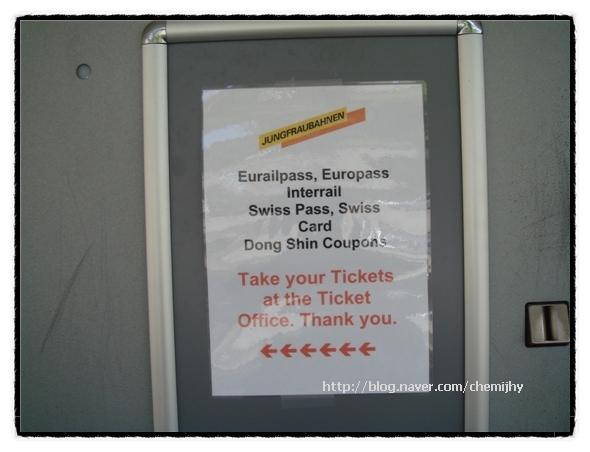 JUNGFRAUBAHNEN
Eurailpass, Europass
Interrail
Swiss Pass, Swiss
Card
Dong Shin Coupons
Take your Tickets
at the Ticket
Office. Thank you.
←←←←←←
http://blog.naver.com/chemijhy